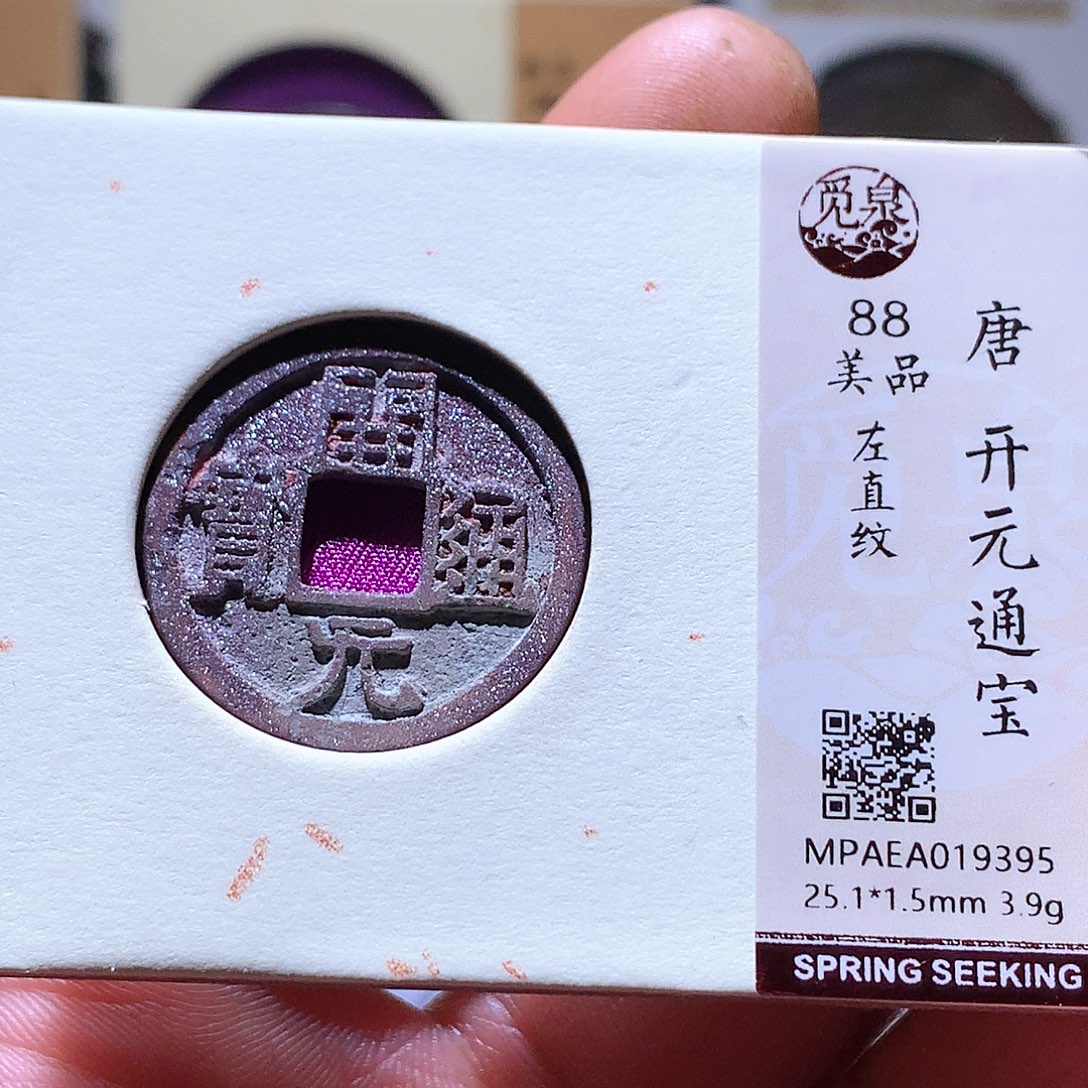 開
通
元
寶
觅泉
88
美品
左直纹
唐 开元通宝
MPAEA019395
25.1*1.5mm 3.9g
SPRING SEEKING